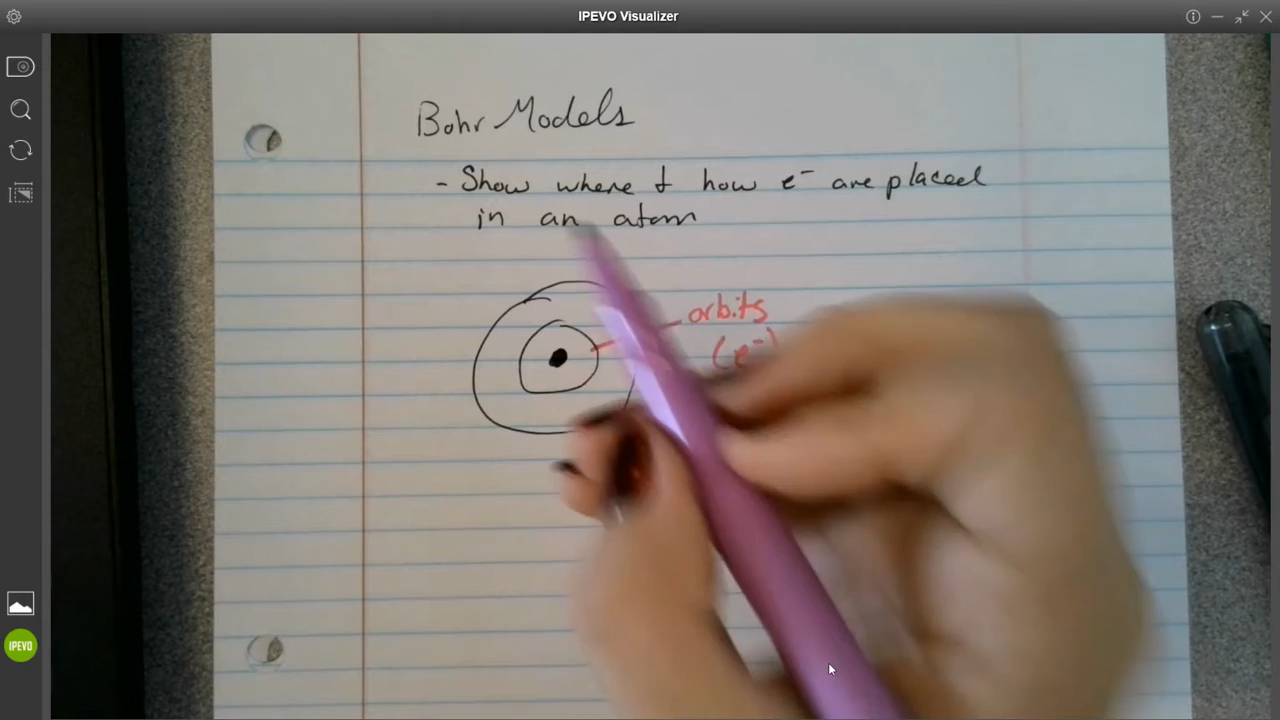 IPEVO Visualizer
Bohr Models
- Show where & how e⁻ are placed
in an atom
orbits
(e⁻)
IPEVO